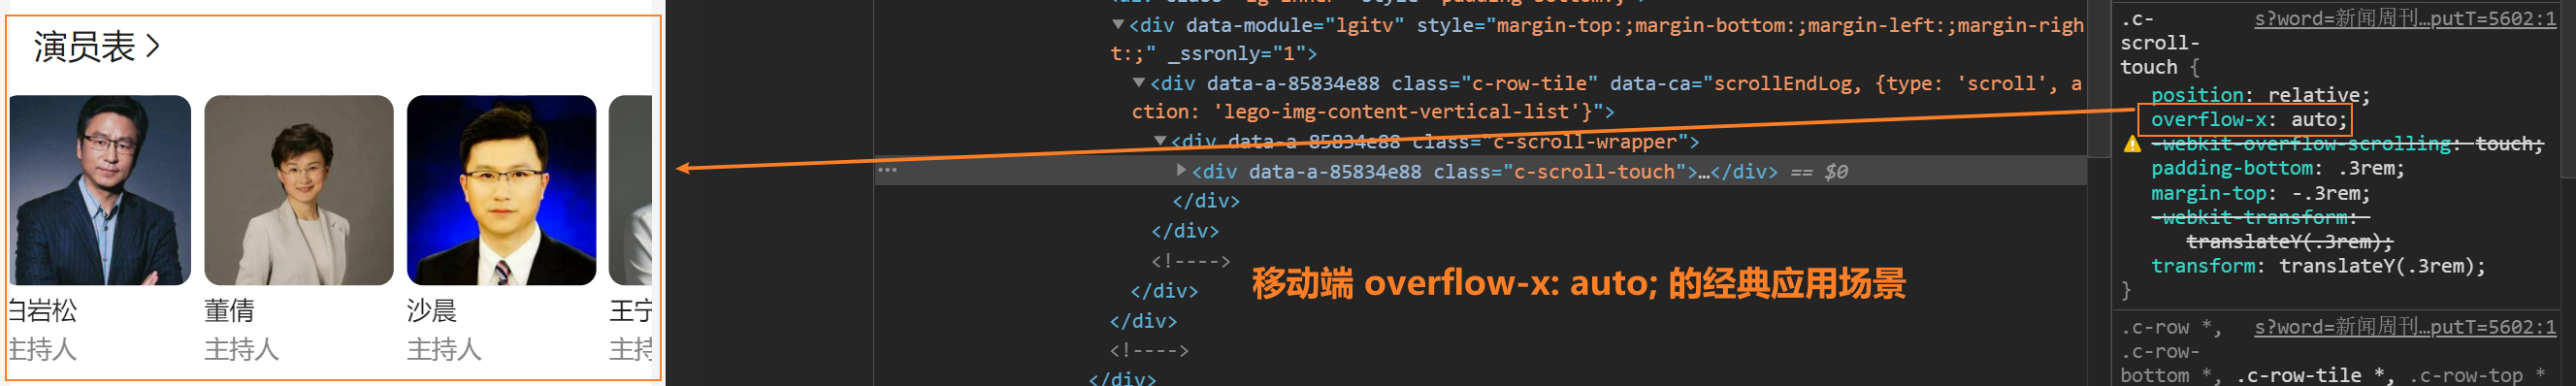 演员表
白岩松
董倩
沙晨
王宁
主持人
主持人
主持人
主持
<div data-module="lgitv" style="margin-top:;margin-bottom:;margin-left:;margin-righ
t:;" _ssronly="1">
<div data-a-85834e88 class="c-row-tile" data-ca="scrollEndLog, {type: 'scroll', a
ction: 'lego-img-content-vertical-list'}">
<div data-a-85834e88 class="c-scroll-wrapper">
<div data-a-85834e88 class="c-scroll-touch">…</div> == $0
</div>
</div>
<!---->
</div>
</div>
<!---->
</div>
移动端 overflow-x: auto; 的经典应用场景
.c- s?word=新闻周刊…putT=5602:1
scroll-
touch {
position: relative;
overflow-x: auto;
-webkit-overflow-scrolling: touch;
padding-bottom: .3rem;
margin-top: -.3rem;
-webkit-transform:
translateY(.3rem);
transform: translateY(.3rem);
}
.c-row *, s?word=新闻周刊…putT=5602:1
.c-row-
bottom *, .c-row-tile *, .c-row-top *